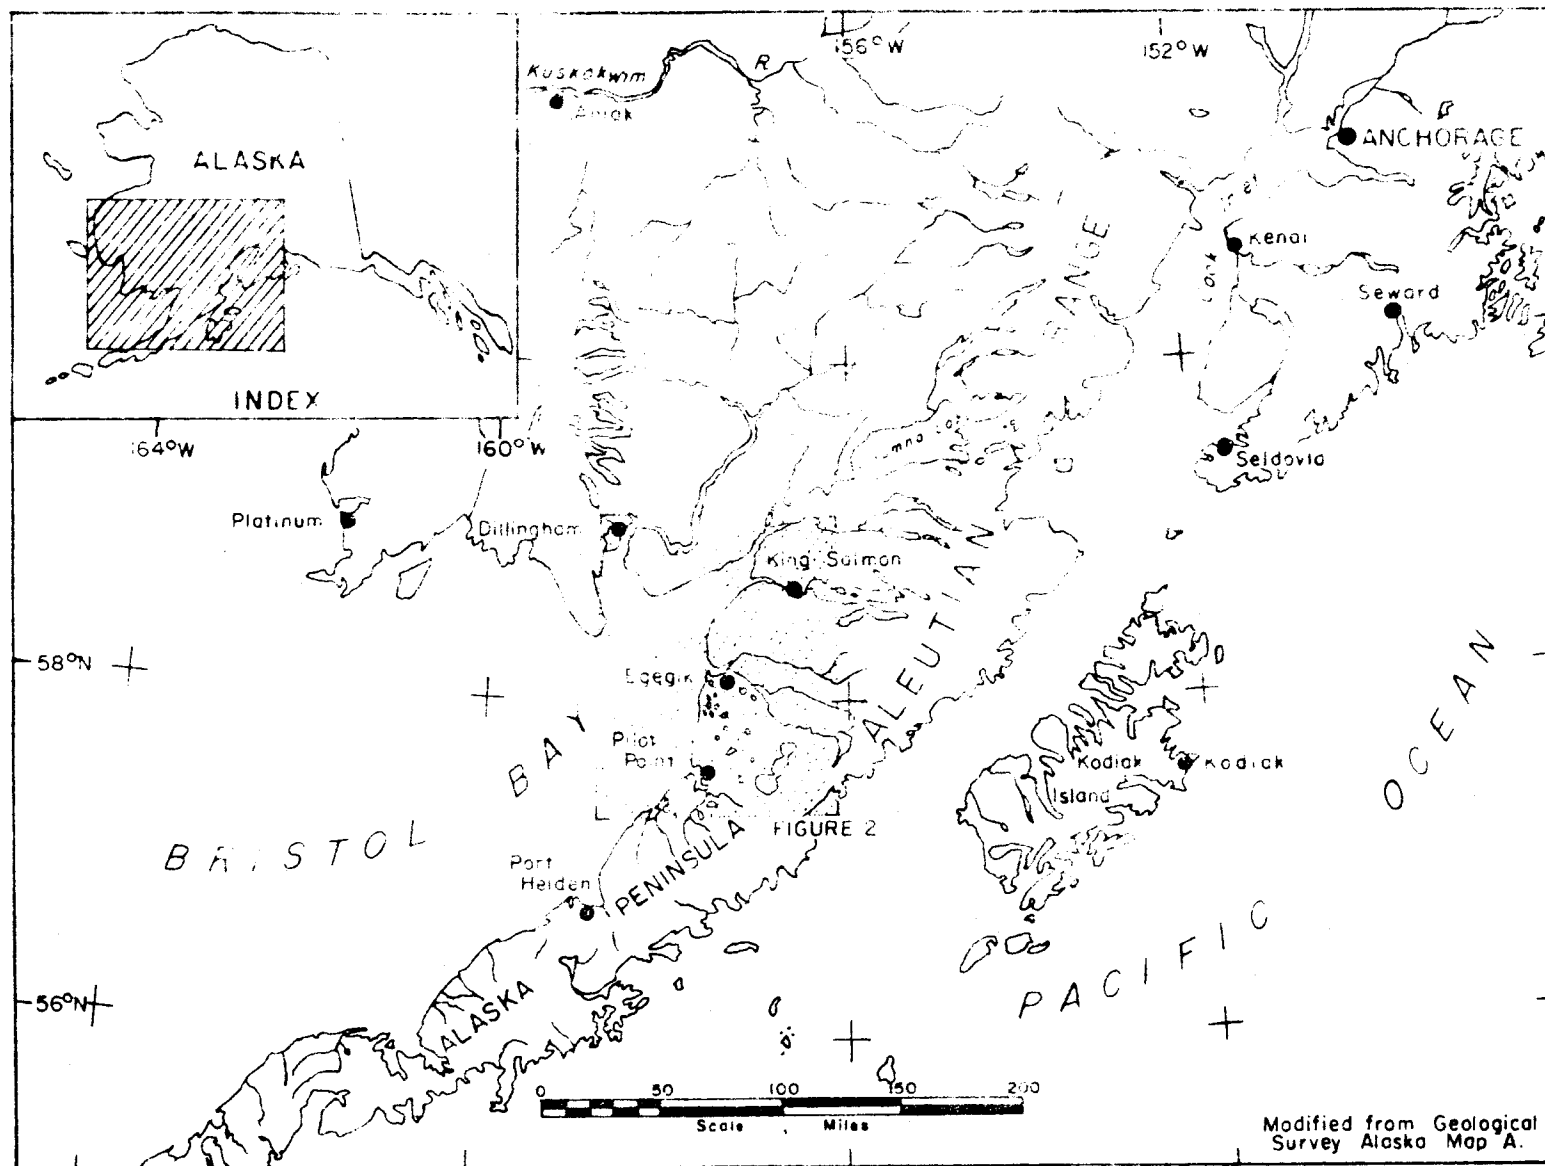 156°W
152°W
Kuskokwim
R
Aniak
ALASKA
ANCHORAGE
INDEX
RANGE
Kenai
Cook
Seward
164°W
160°W
Seldovia
Platinum
Dillingham
King Salmon
ALEUTIAN
58°N
Egegik
Pilot
Point
BRISTOL BAY
Kodiak
Island
Kodiak
PACIFIC OCEAN
FIGURE 2
Port
Heiden
ALASKA PENINSULA
56°N
0 50 100 150 200
Scale, Miles
Modified from Geological
Survey Alaska Map A.